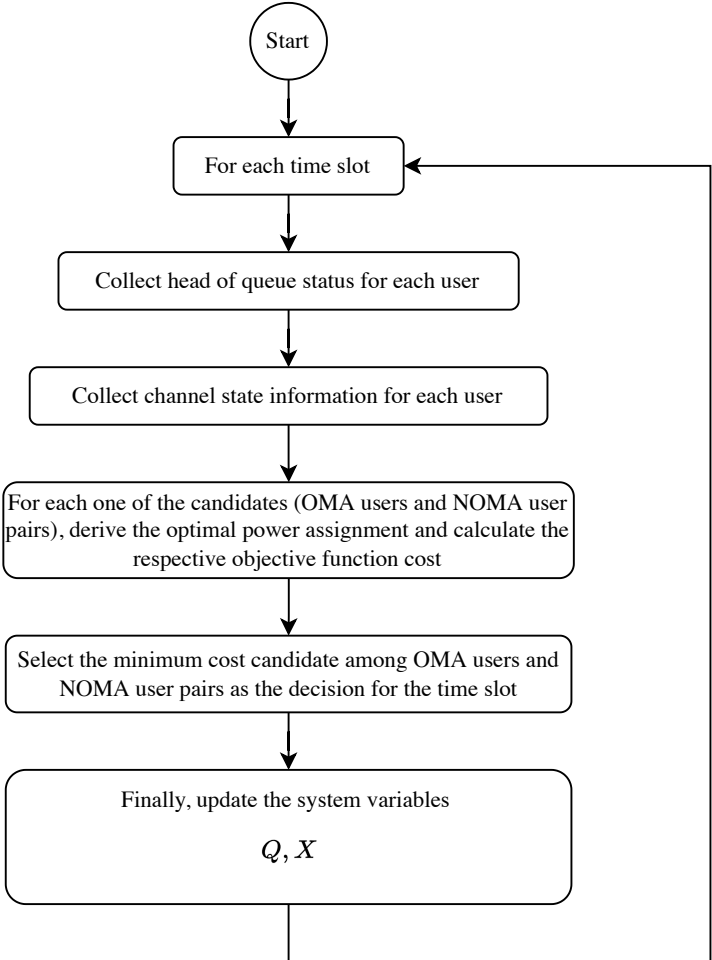 Start
For each time slot
Collect head of queue status for each user
Collect channel state information for each user
For each one of the candidates (OMA users and NOMA user
pairs), derive the optimal power assignment and calculate the
respective objective function cost
Select the minimum cost candidate among OMA users and
NOMA user pairs as the decision for the time slot
Finally, update the system variables
Q, X